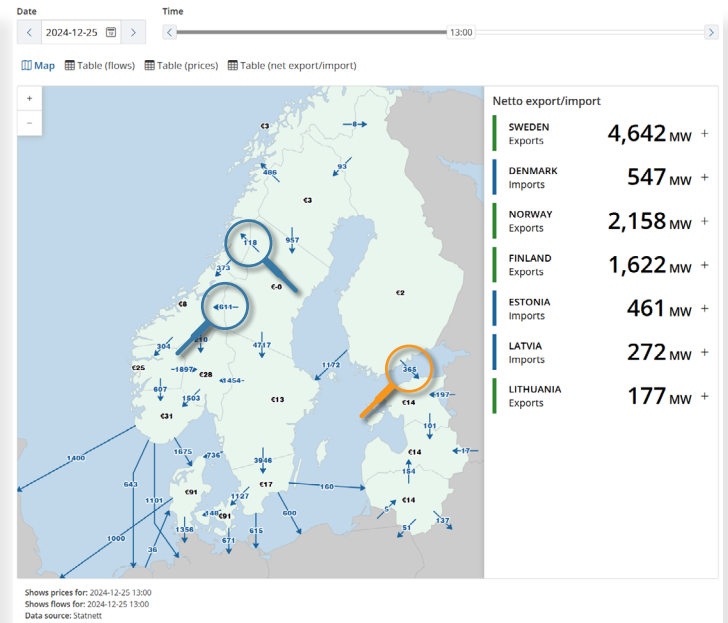 Date
Time
2024-12-25
13:00
Map
Table (flows)
Table (prices)
Table (net export/import)
+
−
Netto export/import
SWEDEN
Exports
4,642 MW +
DENMARK
Imports
547 MW +
NORWAY
Exports
2,158 MW +
FINLAND
Exports
1,622 MW +
ESTONIA
Imports
461 MW +
LATVIA
Imports
272 MW +
LITHUANIA
Exports
177 MW +
€3
8
486
93
€3
118
957
373
€-0
€2
€8
611
304
4717
€25
1897
€28
1454
1172
365
607
1503
€13
197
€14
€31
101
1400
1675
736
3946
€14
17
643
184
1101
€91
€17
160
1127
€14
148
€91
600
5
1356
615
51
137
1000
671
36
Shows prices for: 2024-12-25 13:00
Shows flows for: 2024-12-25 13:00
Data source: Statnett